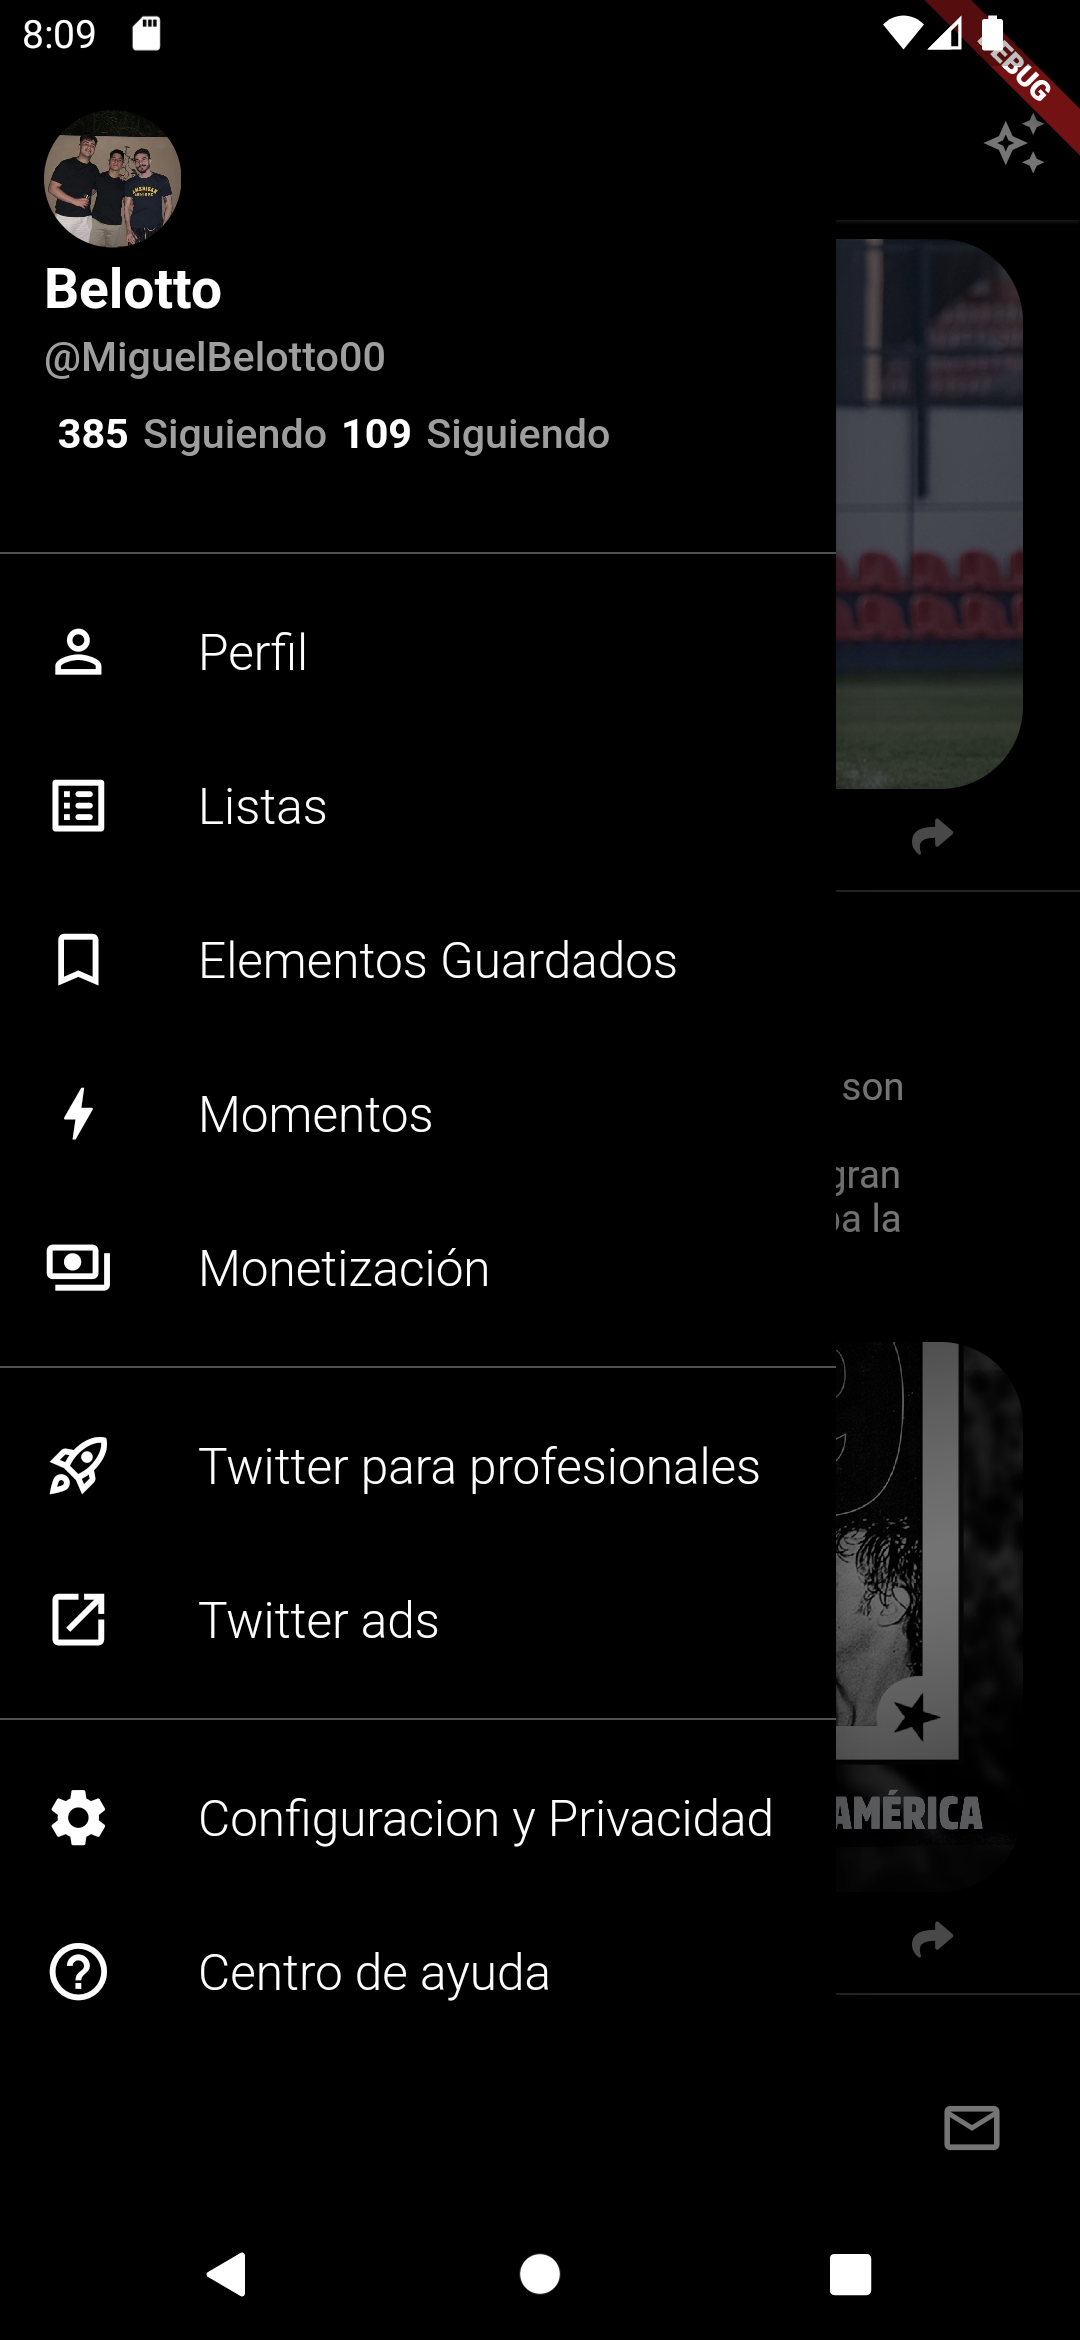 8:09
DEBUG
Belotto
@MiguelBelotto00
385 Siguiendo 109 Siguiendo
Perfil
Listas
Elementos Guardados
son
Momentos
gran
la
Monetización
Twitter para profesionales
Twitter ads
Configuracion y Privacidad
AMÉRICA
Centro de ayuda